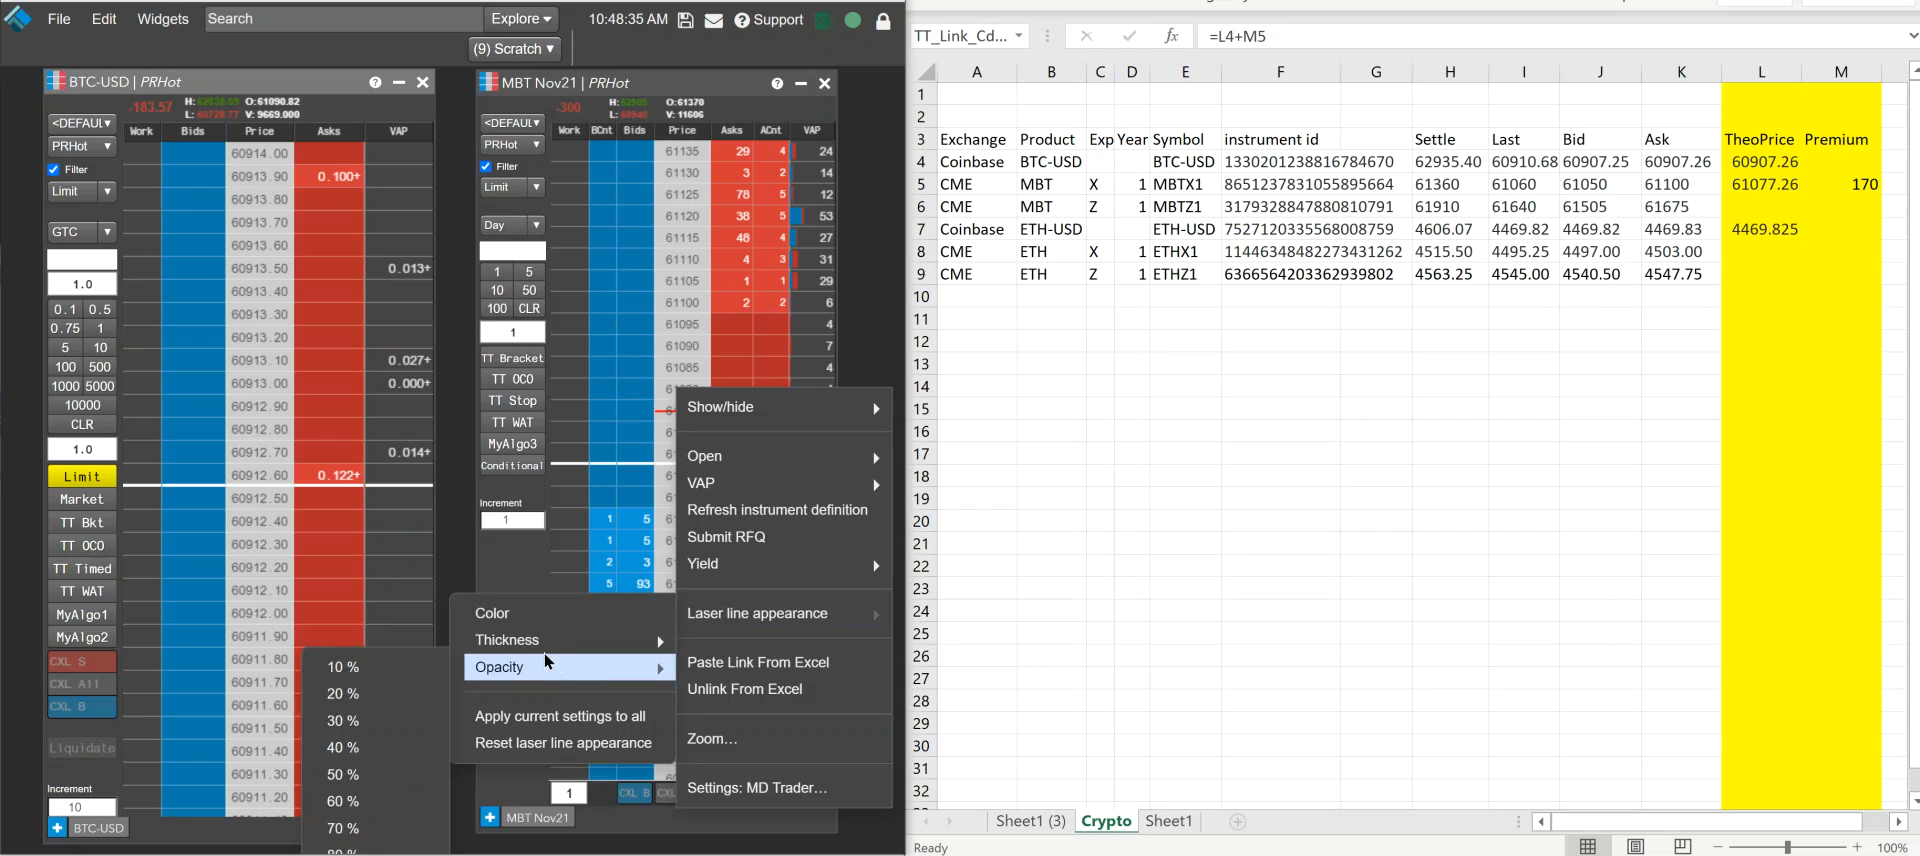 File Edit Widgets Search Explore 10:48:35 AM Support
(9) Scratch
BTC-USD | PRHot
-183.57 H: 62638.55 O:61090.82
L: 60728.77 V: 9669.000
<DEFAUL
Work Bids Price Asks VAP
PRHot
Filter
Limit
GTC
1.0
0.1 0.5
0.75 1
5 10
100 500
1000 5000
10000
CLR
1.0
Limit
Market
TT Bkt
TT OCO
TT Timed
TT WAT
MyAlgo1
MyAlgo2
CXL S
CXL All
CXL B
Liquidate
Increment
10
BTC-USD
60914.00
60913.90 0.100+
60913.80
60913.70
60913.60
60913.50 0.013+
60913.40
60913.30
60913.20
60913.10 0.027+
60913.00 0.000+
60912.90
60912.80
60912.70 0.014+
60912.60 0.122+
60912.50
60912.40
60912.30
60912.20
60912.10
60912.00
60911.90
60911.80
60911.70
60911.60
60911.50
60911.40
60911.30
60911.20
MBT Nov21 | PRHot
-300 H: 62905 O:61370
L: 60940 V: 11606
<DEFAUL
Work BCnt Bids Price Asks ACnt VAP
PRHot
Filter
Limit
Day
1 5
10 50
100 CLR
1
TT Bracket
TT OCO
TT Stop
TT WAT
MyAlgo3
Conditional
Increment
1
61135 29 4 24
61130 3 2 14
61125 78 5 12
61120 38 5 53
61115 48 4 27
61110 4 3 31
61105 1 1 29
61100 2 2 6
61095 4
61090 7
61085 4
1 5
1 5
2 3
5 93
1 CXL B CXL
MBT Nov21
Show/hide
Open
VAP
Refresh instrument definition
Submit RFQ
Yield
Laser line appearance
Paste Link From Excel
Unlink From Excel
Zoom...
Settings: MD Trader...
Color
Thickness
Opacity
Apply current settings to all
Reset laser line appearance
10 %
20 %
30 %
40 %
50 %
60 %
70 %
80 %
TT_Link_Cd... fx =L4+M5
A B C D E F G H I J K L M
1
2
3 Exchange Product Exp Year Symbol instrument id Settle Last Bid Ask TheoPrice Premium
4 Coinbase BTC-USD BTC-USD 1330201238816784670 62935.40 60910.68 60907.25 60907.26 60907.26
5 CME MBT X 1 MBTX1 8651237831055895664 61360 61060 61050 61100 61077.26 170
6 CME MBT Z 1 MBTZ1 3179328847880810791 61910 61640 61505 61675
7 Coinbase ETH-USD ETH-USD 7527120335568008759 4606.07 4469.82 4469.82 4469.83 4469.825
8 CME ETH X 1 ETHX1 11446348482273431262 4515.50 4495.25 4497.00 4503.00
9 CME ETH Z 1 ETHZ1 6366564203362939802 4563.25 4545.00 4540.50 4547.75
10
11
12
13
14
15
16
17
18
19
20
21
22
23
24
25
26
27
28
29
30
31
32
Sheet1 (3) Crypto Sheet1
Ready 100%